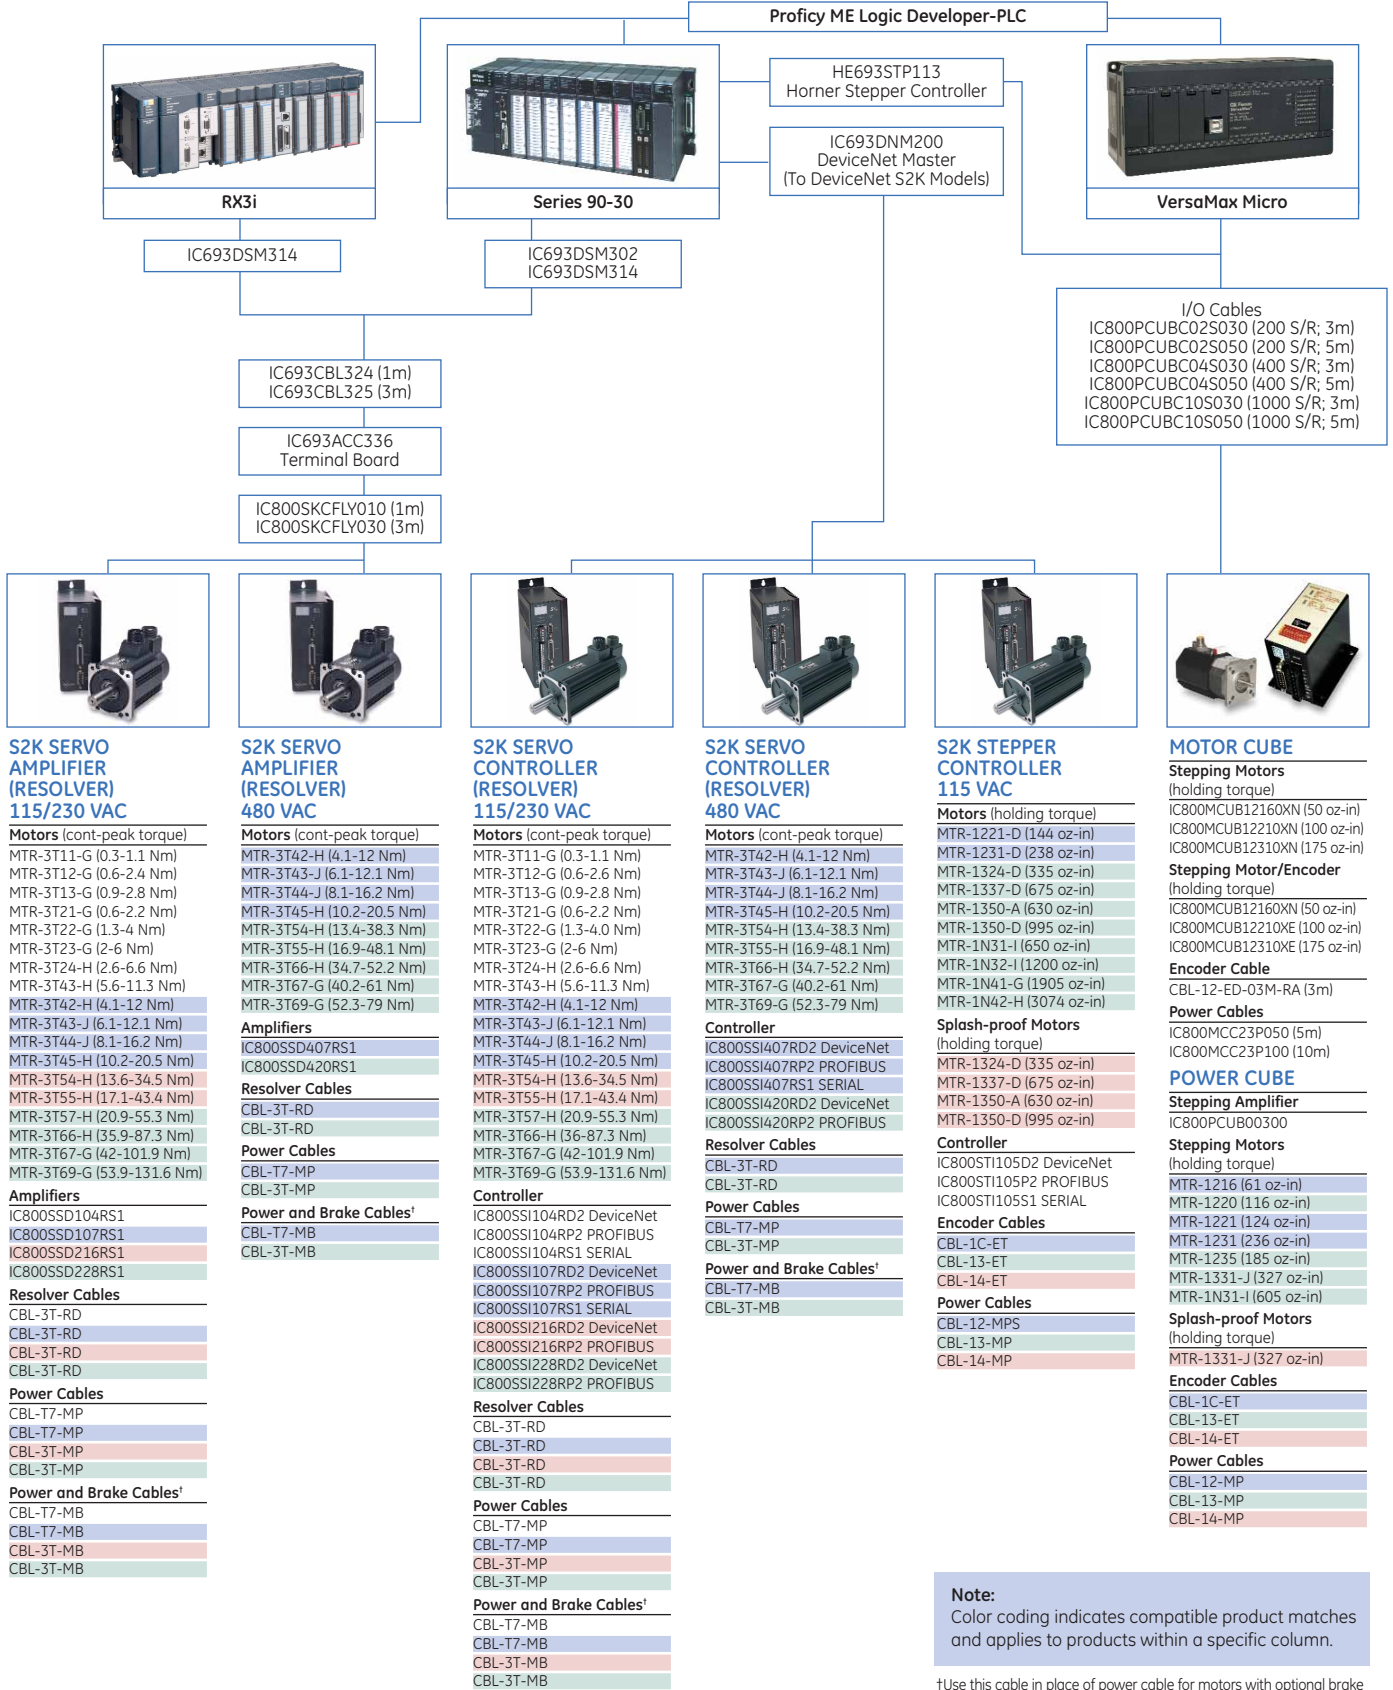 Proficy ME Logic Developer-PLC
HE693STP113
Horner Stepper Controller
IC693DNM200
DeviceNet Master
(To DeviceNet S2K Models)
RX3i
Series 90-30
VersaMax Micro
IC693DSM314
IC693DSM302
IC693DSM314
I/O Cables
IC800PCUBC02S030 (200 S/R; 3m)
IC800PCUBC02S050 (200 S/R; 5m)
IC800PCUBC04S030 (400 S/R; 3m)
IC800PCUBC04S050 (400 S/R; 5m)
IC800PCUBC10S030 (1000 S/R; 3m)
IC800PCUBC10S050 (1000 S/R; 5m)
IC693CBL324 (1m)
IC693CBL325 (3m)
IC693ACC336
Terminal Board
IC800SKCFLY010 (1m)
IC800SKCFLY030 (3m)
S2K SERVO
AMPLIFIER
(RESOLVER)
115/230 VAC
Motors (cont-peak torque)
MTR-3T11-G (0.3-1.1 Nm)
MTR-3T12-G (0.6-2.4 Nm)
MTR-3T13-G (0.9-2.8 Nm)
MTR-3T21-G (0.6-2.2 Nm)
MTR-3T22-G (1.3-4 Nm)
MTR-3T23-G (2-6 Nm)
MTR-3T24-H (2.6-6.6 Nm)
MTR-3T43-H (5.6-11.3 Nm)
MTR-3T42-H (4.1-12 Nm)
MTR-3T43-J (6.1-12.1 Nm)
MTR-3T44-J (8.1-16.2 Nm)
MTR-3T45-H (10.2-20.5 Nm)
MTR-3T54-H (13.6-34.5 Nm)
MTR-3T55-H (17.1-43.4 Nm)
MTR-3T57-H (20.9-55.3 Nm)
MTR-3T66-H (35.9-87.3 Nm)
MTR-3T67-G (42-101.9 Nm)
MTR-3T69-G (53.9-131.6 Nm)
Amplifiers
IC800SSD104RS1
IC800SSD107RS1
IC800SSD216RS1
IC800SSD228RS1
Resolver Cables
CBL-3T-RD
CBL-3T-RD
CBL-3T-RD
CBL-3T-RD
Power Cables
CBL-T7-MP
CBL-T7-MP
CBL-3T-MP
CBL-3T-MP
Power and Brake Cables†
CBL-T7-MB
CBL-T7-MB
CBL-3T-MB
CBL-3T-MB
S2K SERVO
AMPLIFIER
(RESOLVER)
480 VAC
Motors (cont-peak torque)
MTR-3T42-H (4.1-12 Nm)
MTR-3T43-J (6.1-12.1 Nm)
MTR-3T44-J (8.1-16.2 Nm)
MTR-3T45-H (10.2-20.5 Nm)
MTR-3T54-H (13.4-38.3 Nm)
MTR-3T55-H (16.9-48.1 Nm)
MTR-3T66-H (34.7-52.2 Nm)
MTR-3T67-G (40.2-61 Nm)
MTR-3T69-G (52.3-79 Nm)
Amplifiers
IC800SSD407RS1
IC800SSD420RS1
Resolver Cables
CBL-3T-RD
CBL-3T-RD
Power Cables
CBL-T7-MP
CBL-3T-MP
Power and Brake Cables†
CBL-T7-MB
CBL-3T-MB
S2K SERVO
CONTROLLER
(RESOLVER)
115/230 VAC
Motors (cont-peak torque)
MTR-3T11-G (0.3-1.1 Nm)
MTR-3T12-G (0.6-2.6 Nm)
MTR-3T13-G (0.9-2.8 Nm)
MTR-3T21-G (0.6-2.2 Nm)
MTR-3T22-G (1.3-4.0 Nm)
MTR-3T23-G (2-6 Nm)
MTR-3T24-H (2.6-6.6 Nm)
MTR-3T43-H (5.6-11.3 Nm)
MTR-3T42-H (4.1-12 Nm)
MTR-3T43-J (6.1-12.1 Nm)
MTR-3T44-J (8.1-16.2 Nm)
MTR-3T45-H (10.2-20.5 Nm)
MTR-3T54-H (13.6-34.5 Nm)
MTR-3T55-H (17.1-43.4 Nm)
MTR-3T57-H (20.9-55.3 Nm)
MTR-3T66-H (36-87.3 Nm)
MTR-3T67-G (42-101.9 Nm)
MTR-3T69-G (53.9-131.6 Nm)
Controller
IC800SSI104RD2 DeviceNet
IC800SSI104RP2 PROFIBUS
IC800SSI104RS1 SERIAL
IC800SSI107RD2 DeviceNet
IC800SSI107RP2 PROFIBUS
IC800SSI107RS1 SERIAL
IC800SSI216RD2 DeviceNet
IC800SSI216RP2 PROFIBUS
IC800SSI228RD2 DeviceNet
IC800SSI228RP2 PROFIBUS
Resolver Cables
CBL-3T-RD
CBL-3T-RD
CBL-3T-RD
CBL-3T-RD
Power Cables
CBL-T7-MP
CBL-T7-MP
CBL-3T-MP
CBL-3T-MP
Power and Brake Cables†
CBL-T7-MB
CBL-T7-MB
CBL-3T-MB
CBL-3T-MB
S2K SERVO
CONTROLLER
(RESOLVER)
480 VAC
Motors (cont-peak torque)
MTR-3T42-H (4.1-12 Nm)
MTR-3T43-J (6.1-12.1 Nm)
MTR-3T44-J (8.1-16.2 Nm)
MTR-3T45-H (10.2-20.5 Nm)
MTR-3T54-H (13.4-38.3 Nm)
MTR-3T55-H (16.9-48.1 Nm)
MTR-3T66-H (34.7-52.2 Nm)
MTR-3T67-G (40.2-61 Nm)
MTR-3T69-G (52.3-79 Nm)
Controller
IC800SSI407RD2 DeviceNet
IC800SSI407RP2 PROFIBUS
IC800SSI407RS1 SERIAL
IC800SSI420RD2 DeviceNet
IC800SSI420RP2 PROFIBUS
Resolver Cables
CBL-3T-RD
CBL-3T-RD
Power Cables
CBL-T7-MP
CBL-3T-MP
Power and Brake Cables†
CBL-T7-MB
CBL-3T-MB
S2K STEPPER
CONTROLLER
115 VAC
Motors (holding torque)
MTR-1221-D (144 oz-in)
MTR-1231-D (238 oz-in)
MTR-1324-D (335 oz-in)
MTR-1337-D (675 oz-in)
MTR-1350-A (630 oz-in)
MTR-1350-D (995 oz-in)
MTR-1N31-I (650 oz-in)
MTR-1N32-I (1200 oz-in)
MTR-1N41-G (1905 oz-in)
MTR-1N42-H (3074 oz-in)
Splash-proof Motors
(holding torque)
MTR-1324-D (335 oz-in)
MTR-1337-D (675 oz-in)
MTR-1350-A (630 oz-in)
MTR-1350-D (995 oz-in)
Controller
IC800STI105D2 DeviceNet
IC800STI105P2 PROFIBUS
IC800STI105S1 SERIAL
Encoder Cables
CBL-1C-ET
CBL-13-ET
CBL-14-ET
Power Cables
CBL-12-MPS
CBL-13-MP
CBL-14-MP
MOTOR CUBE
Stepping Motors
(holding torque)
IC800MCUB12160XN (50 oz-in)
IC800MCUB12210XN (100 oz-in)
IC800MCUB12310XN (175 oz-in)
Stepping Motor/Encoder
(holding torque)
IC800MCUB12160XN (50 oz-in)
IC800MCUB12210XE (100 oz-in)
IC800MCUB12310XE (175 oz-in)
Encoder Cable
CBL-12-ED-03M-RA (3m)
Power Cables
IC800MCC23P050 (5m)
IC800MCC23P100 (10m)
POWER CUBE
Stepping Amplifier
IC800PCUB00300
Stepping Motors
(holding torque)
MTR-1216 (61 oz-in)
MTR-1220 (116 oz-in)
MTR-1221 (124 oz-in)
MTR-1231 (236 oz-in)
MTR-1235 (185 oz-in)
MTR-1331-J (327 oz-in)
MTR-1N31-I (605 oz-in)
Splash-proof Motors
(holding torque)
MTR-1331-J (327 oz-in)
Encoder Cables
CBL-1C-ET
CBL-13-ET
CBL-14-ET
Power Cables
CBL-12-MP
CBL-13-MP
CBL-14-MP
Note:
Color coding indicates compatible product matches
and applies to products within a specific column.
†Use this cable in place of power cable for motors with optional brake